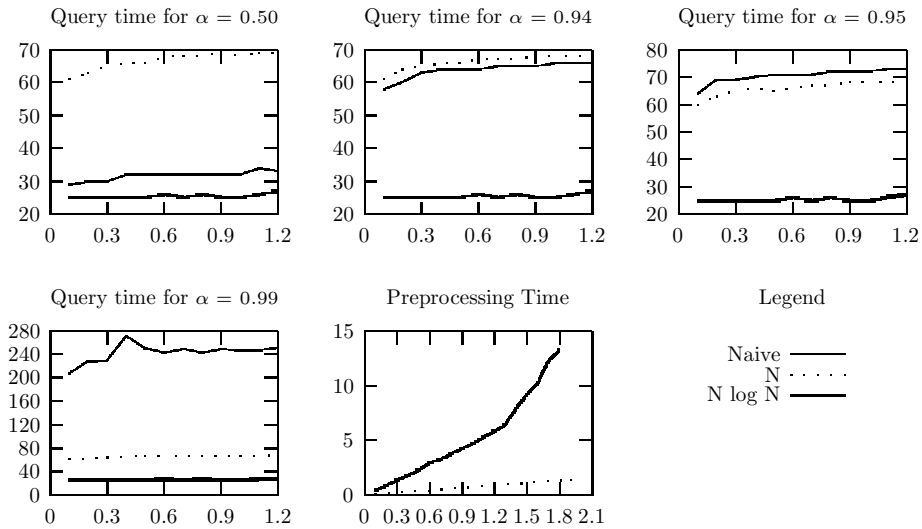 Query time for α = 0.50
70
60
50
40
30
20
0 0.3 0.6 0.9 1.2
Query time for α = 0.94
70
60
50
40
30
20
0 0.3 0.6 0.9 1.2
Query time for α = 0.95
80
70
60
50
40
30
20
0 0.3 0.6 0.9 1.2
Query time for α = 0.99
280
240
200
160
120
80
40
0
0 0.3 0.6 0.9 1.2
Preprocessing Time
15
10
5
0
0 0.3 0.6 0.9 1.2 1.5 1.8 2.1
Legend
Naive
N
N log N